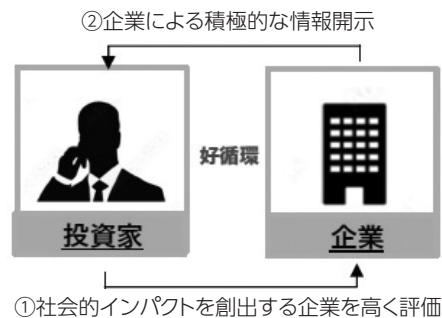 ②企業による積極的な情報開示
好循環
投資家
企業
①社会的インパクトを創出する企業を高く評価